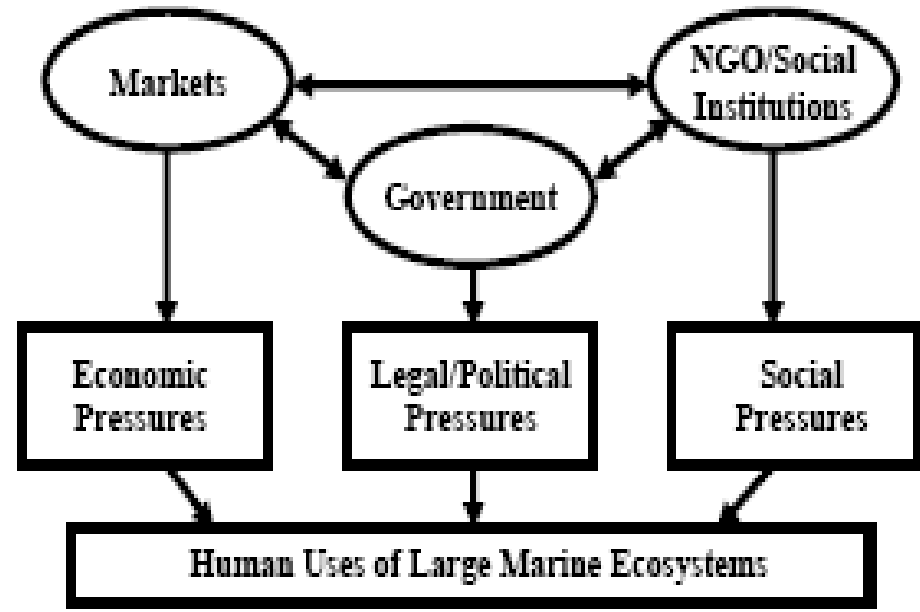 Markets
NGO/Social
Institutions
Government
Economic
Pressures
Legal/Political
Pressures
Social
Pressures
Human Uses of Large Marine Ecosystems